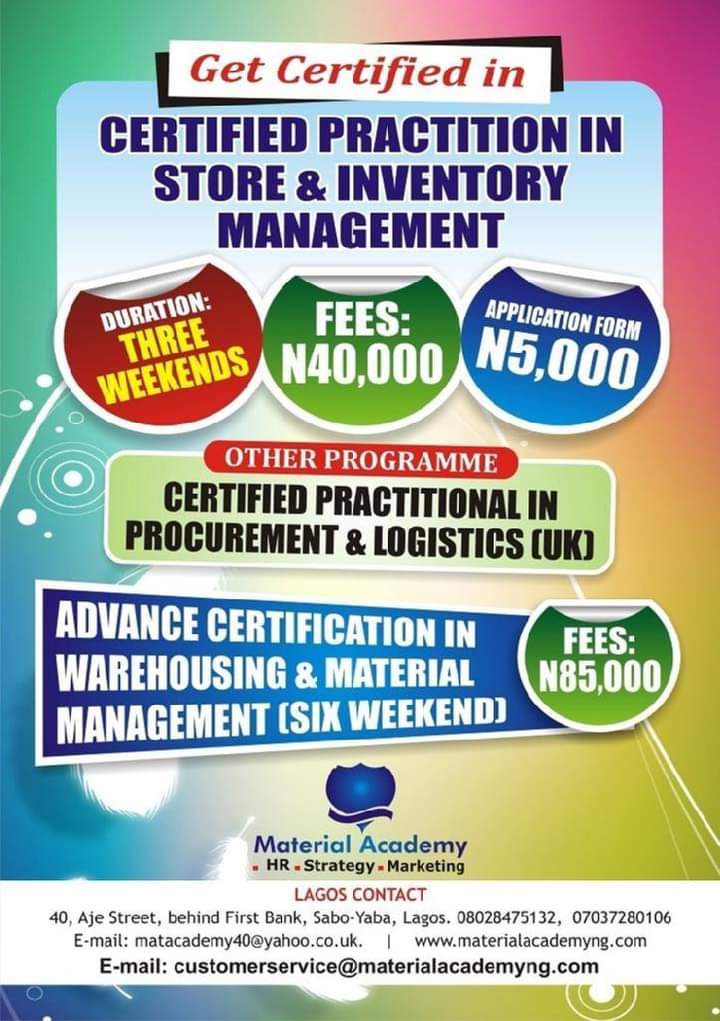 Get Certified in
CERTIFIED PRACTITION IN
STORE & INVENTORY
MANAGEMENT
DURATION:
THREE
WEEKENDS
FEES:
N40,000
APPLICATION FORM
N5,000
OTHER PROGRAMME
CERTIFIED PRACTITIONAL IN
PROCUREMENT & LOGISTICS (UK)
ADVANCE CERTIFICATION IN
WAREHOUSING & MATERIAL
MANAGEMENT (SIX WEEKEND)
FEES:
N85,000
Material Academy
. HR . Strategy . Marketing
LAGOS CONTACT
40, Aje Street, behind First Bank, Sabo-Yaba, Lagos. 08028475132, 07037280106
E-mail: matacademy40@yahoo.co.uk. | www.materialacademyng.com
E-mail: customerservice@materialacademyng.com